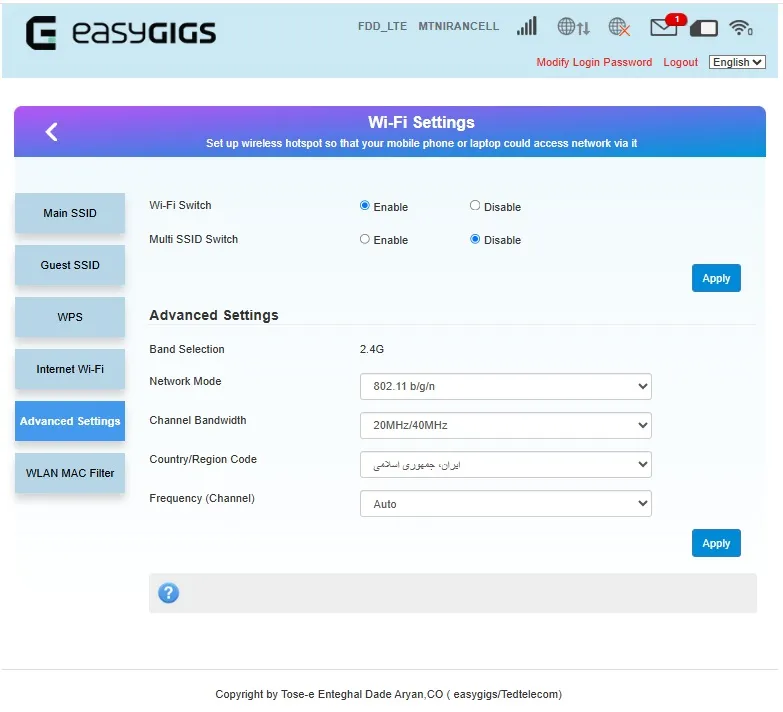 easyGIGS
FDD_LTE MTNIRANCELL 1 0
Modify Login Password Logout English
Wi-Fi Settings
Set up wireless hotspot so that your mobile phone or laptop could access network via it
Main SSID
Guest SSID
WPS
Internet Wi-Fi
Advanced Settings
WLAN MAC Filter
Wi-Fi Switch Enable Disable
Multi SSID Switch Enable Disable
Apply
Advanced Settings
Band Selection 2.4G
Network Mode 802.11 b/g/n
Channel Bandwidth 20MHz/40MHz
Country/Region Code ایران، جمهوری اسلامی
Frequency (Channel) Auto
Apply
?
Copyright by Tose-e Enteghal Dade Aryan,CO ( easygigs/Tedtelecom)